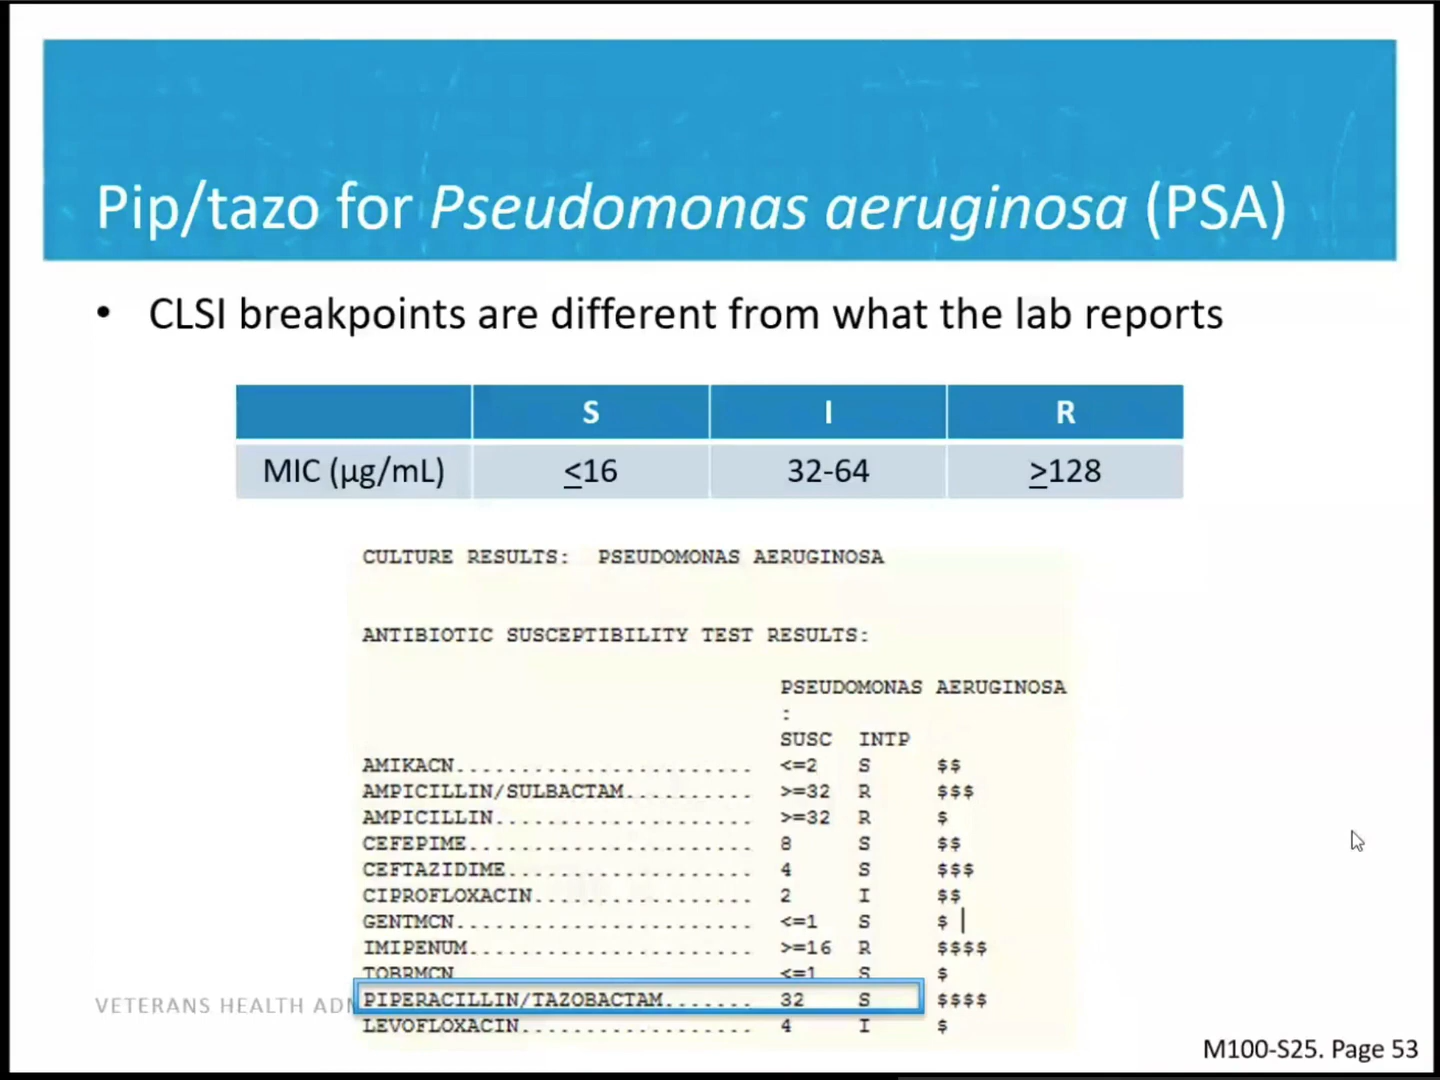 Pip/tazo for Pseudomonas aeruginosa (PSA)
• CLSI breakpoints are different from what the lab reports
S I R
MIC (µg/mL) ≤16 32-64 ≥128
CULTURE RESULTS: PSEUDOMONAS AERUGINOSA
ANTIBIOTIC SUSCEPTIBILITY TEST RESULTS:
PSEUDOMONAS AERUGINOSA
:
SUSC INTP
AMIKACN...................... <=2 S $$
AMPICILLIN/SULBACTAM.......... >=32 R $$$
AMPICILLIN.................... >=32 R $
CEFEPIME...................... 8 S $$
CEFTAZIDIME................... 4 S $$$
CIPROFLOXACIN................. 2 I $$
GENTMCN....................... <=1 S $
IMIPENUM...................... >=16 R $$$$
TOBRMCN....................... <=1 S $
PIPERACILLIN/TAZOBACTAM....... 32 S $$$$
LEVOFLOXACIN.................. 4 I $
VETERANS HEALTH
M100-S25. Page 53